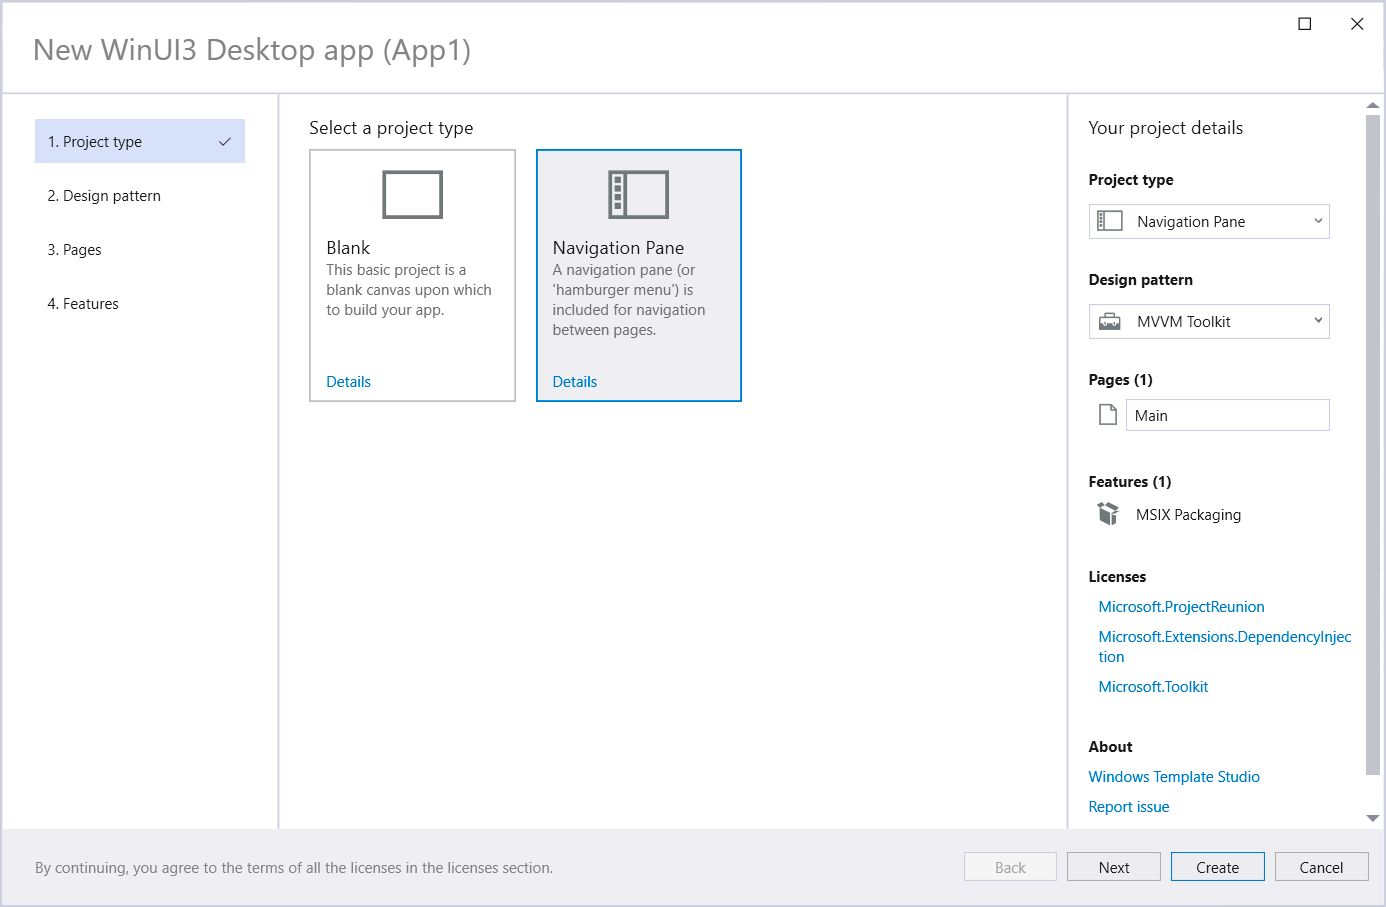 New WinUI3 Desktop app (App1)
1. Project type
2. Design pattern
3. Pages
4. Features
Select a project type
Blank
This basic project is a
blank canvas upon which
to build your app.
Details
Navigation Pane
A navigation pane (or
'hamburger menu') is
included for navigation
between pages.
Details
Your project details
Project type
Navigation Pane
Design pattern
MVVM Toolkit
Pages (1)
Main
Features (1)
MSIX Packaging
Licenses
Microsoft.ProjectReunion
Microsoft.Extensions.DependencyInjec
tion
Microsoft.Toolkit
About
Windows Template Studio
Report issue
By continuing, you agree to the terms of all the licenses in the licenses section.
Back
Next
Create
Cancel